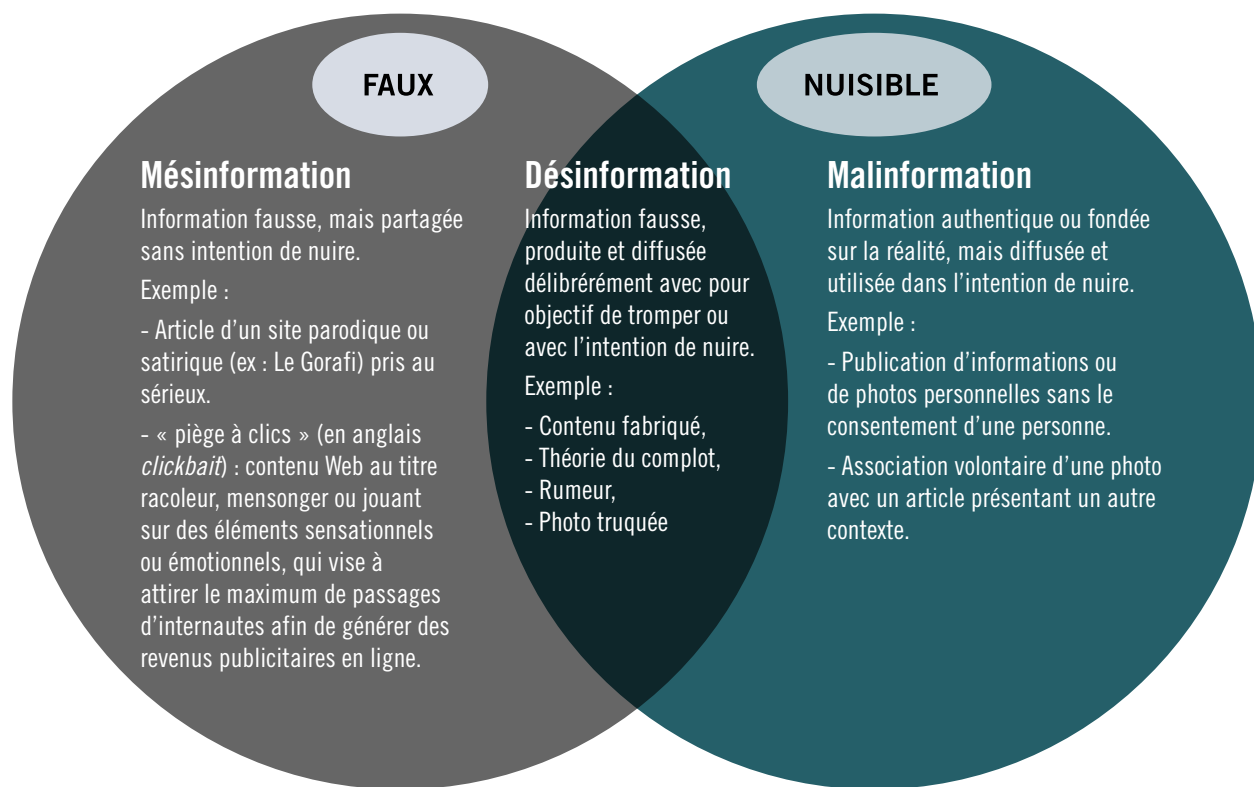 FAUX
NUISIBLE
Mésinformation
Information fausse, mais partagée
sans intention de nuire.
Exemple :
- Article d’un site parodique ou
satirique (ex : Le Gorafi) pris au
sérieux.
- « piège à clics » (en anglais
clickbait) : contenu Web au titre
racoleur, mensonger ou jouant
sur des éléments sensationnels
ou émotionnels, qui vise à
attirer le maximum de passages
d’internautes afin de générer des
revenus publicitaires en ligne.
Désinformation
Information fausse,
produite et diffusée
délibrérément avec pour
objectif de tromper ou
avec l’intention de nuire.
Exemple :
- Contenu fabriqué,
- Théorie du complot,
- Rumeur,
- Photo truquée
Malinformation
Information authentique ou fondée
sur la réalité, mais diffusée et
utilisée dans l’intention de nuire.
Exemple :
- Publication d’informations ou
de photos personnelles sans le
consentement d’une personne.
- Association volontaire d’une photo
avec un article présentant un autre
contexte.